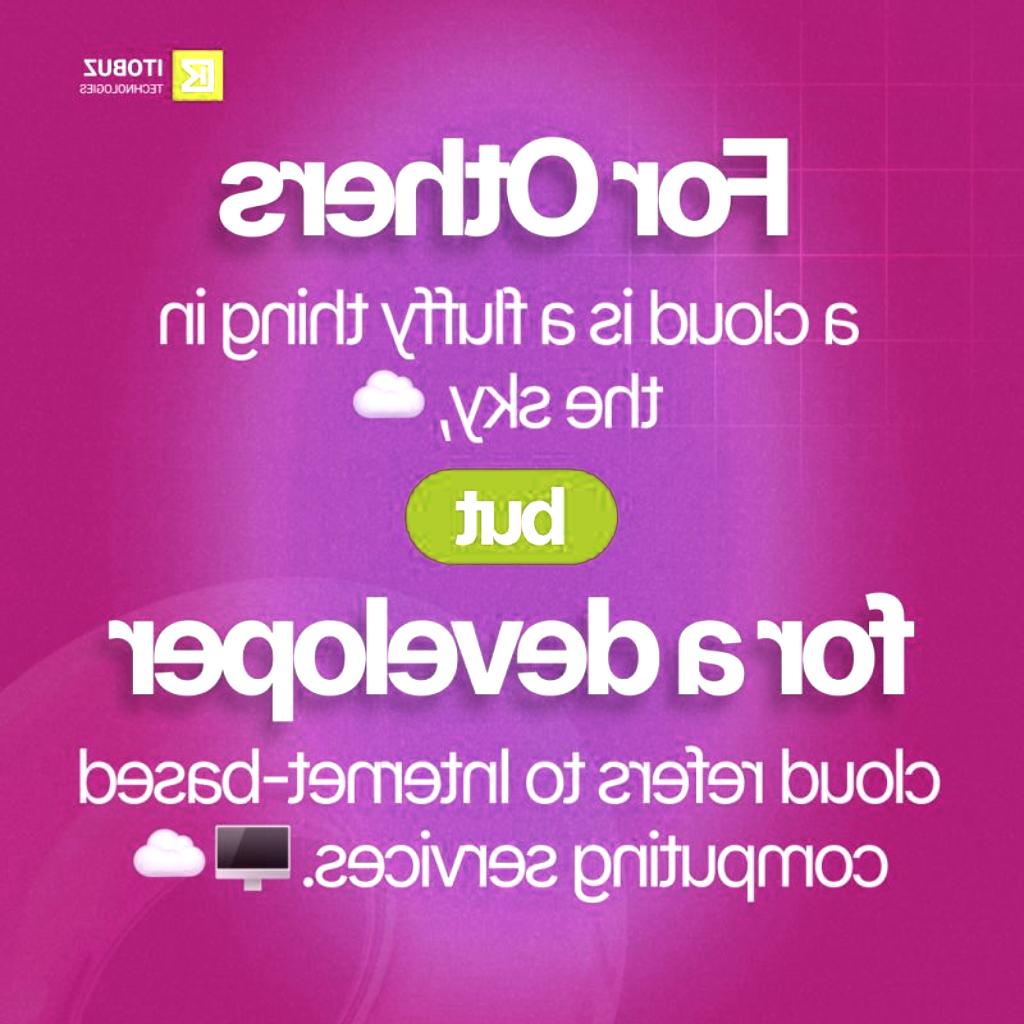 ITOBUZ
TECHNOLOGIES
For Others
a cloud is a fluffy thing in
the sky, ☁️
but
for a developer
cloud refers to Internet-based
computing services. 🖥️☁️